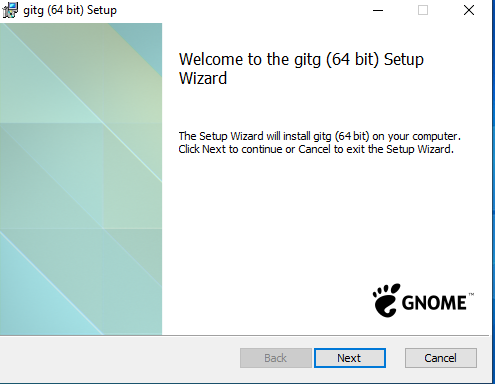 gitg (64 bit) Setup
Welcome to the gitg (64 bit) Setup
Wizard
The Setup Wizard will install gitg (64 bit) on your computer.
Click Next to continue or Cancel to exit the Setup Wizard.
GNOME™
Back
Next
Cancel